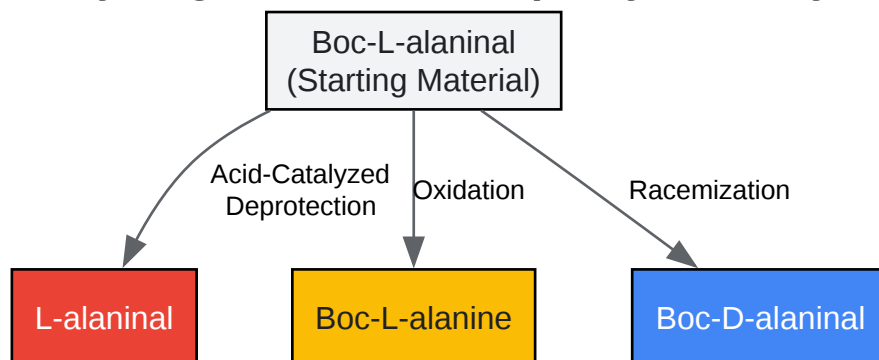 Boc-L-alaninal
(Starting Material)
Acid-Catalyzed
Deprotection
Oxidation
Racemization
L-alaninal
Boc-L-alanine
Boc-D-alaninal